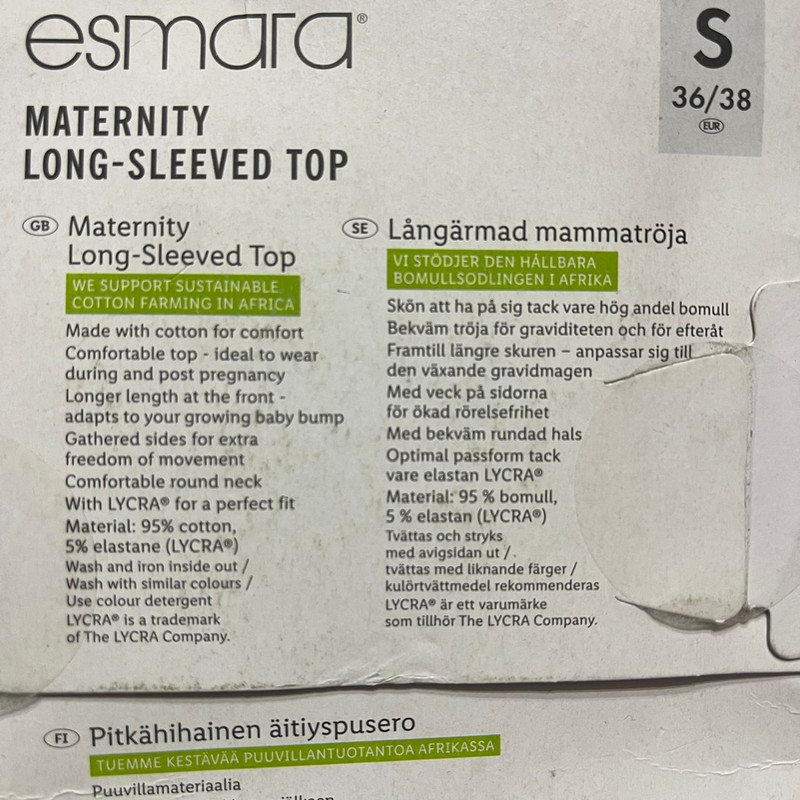 esmara®
S
36/38
EUR
MATERNITY
LONG-SLEEVED TOP
GB Maternity
Long-Sleeved Top
WE SUPPORT SUSTAINABLE
COTTON FARMING IN AFRICA
Made with cotton for comfort
Comfortable top - ideal to wear
during and post pregnancy
Longer length at the front -
adapts to your growing baby bump
Gathered sides for extra
freedom of movement
Comfortable round neck
With LYCRA® for a perfect fit
Material: 95% cotton,
5% elastane (LYCRA®)
Wash and iron inside out /
Wash with similar colours /
Use colour detergent
LYCRA® is a trademark
of The LYCRA Company.
SE Långärmad mammatröja
VI STÖDJER DEN HÅLLBARA
BOMULLSODLINGEN I AFRIKA
Skön att ha på sig tack vare hög andel bomull
Bekväm tröja för graviditeten och för efteråt
Framtill längre skuren – anpassar sig till
den växande gravidmagen
Med veck på sidorna
för ökad rörelsefrihet
Med bekväm rundad hals
Optimal passform tack
vare elastan LYCRA®
Material: 95 % bomull,
5 % elastan (LYCRA®)
Tvättas och stryks
med avigsidan ut /
tvättas med liknande färger /
kulörtvättmedel rekommenderas
LYCRA® är ett varumärke
som tillhör The LYCRA Company.
FI Pitkähihainen äitiyspusero
TUEMME KESTÄVÄÄ PUUVILLANTUOTANTOA AFRIKASSA
Puuvillamateriaalia